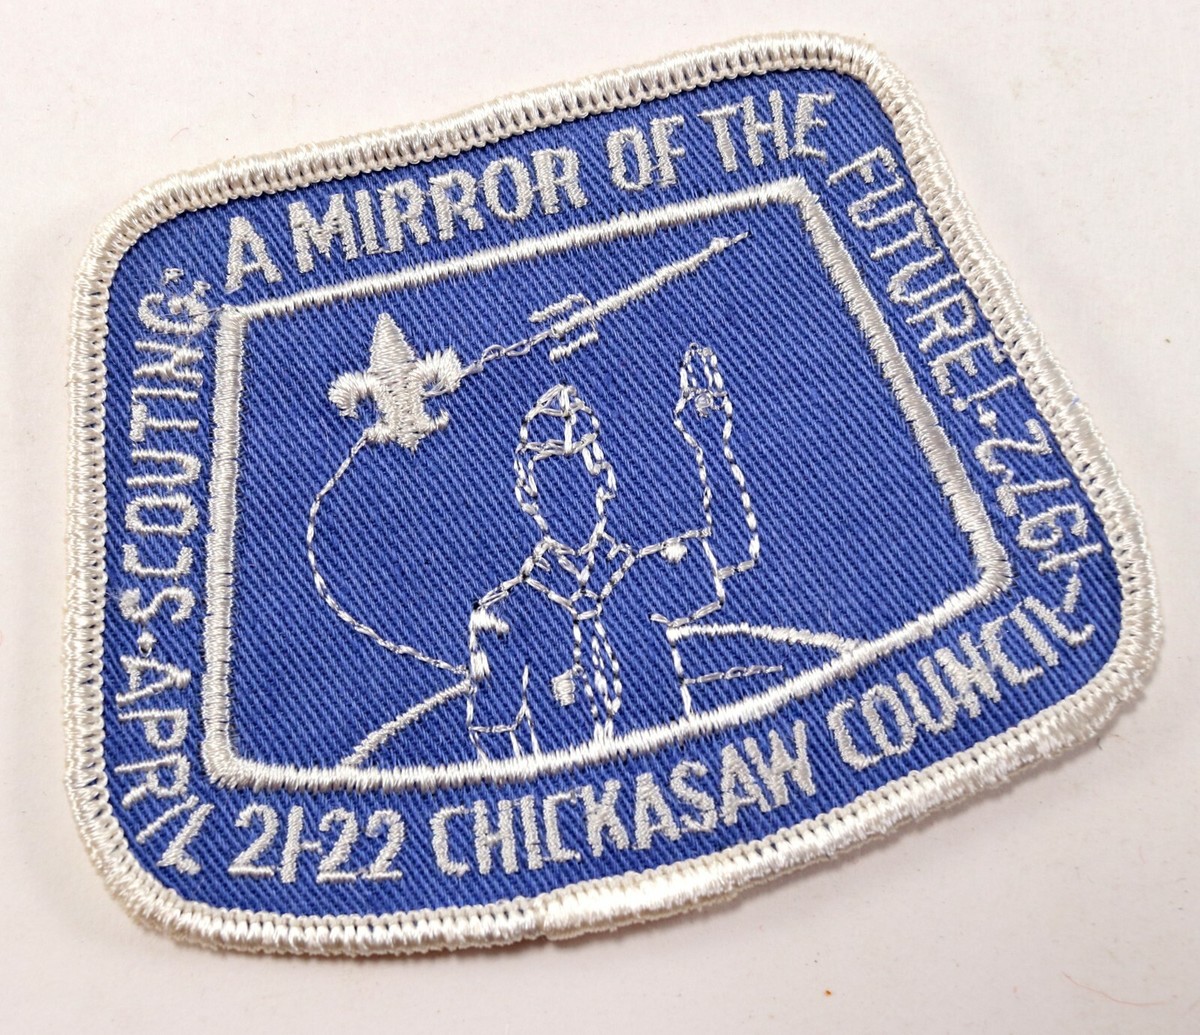 SCOUTING·
A MIRROR OF THE
FUTURE!·1972·
APRIL 21-22 CHICKASAW COUNCIL